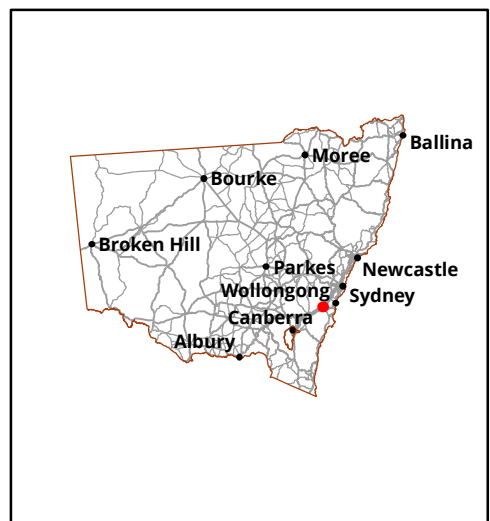 Ballina
Moree
Bourke
Broken Hill
Parkes
Newcastle
Wollongong
Sydney
Canberra
Albury